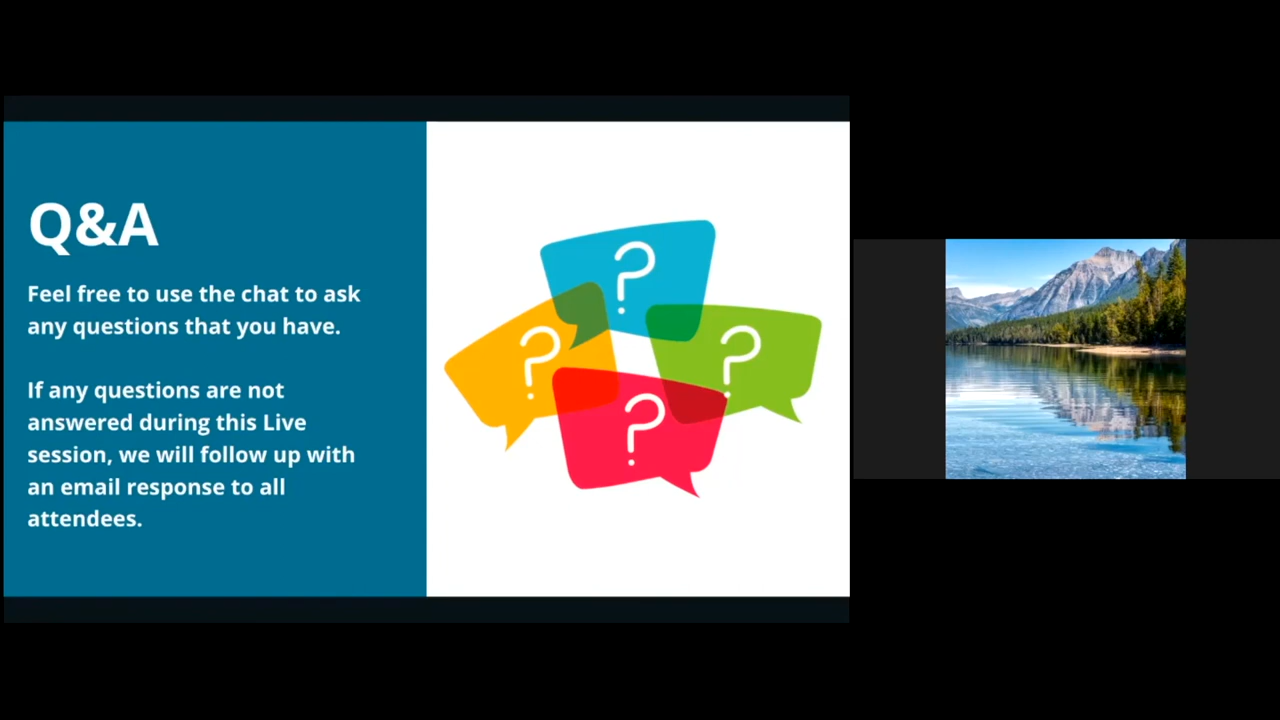 Q&A
Feel free to use the chat to ask
any questions that you have.
If any questions are not
answered during this Live
session, we will follow up with
an email response to all
attendees.
?
?
?
?